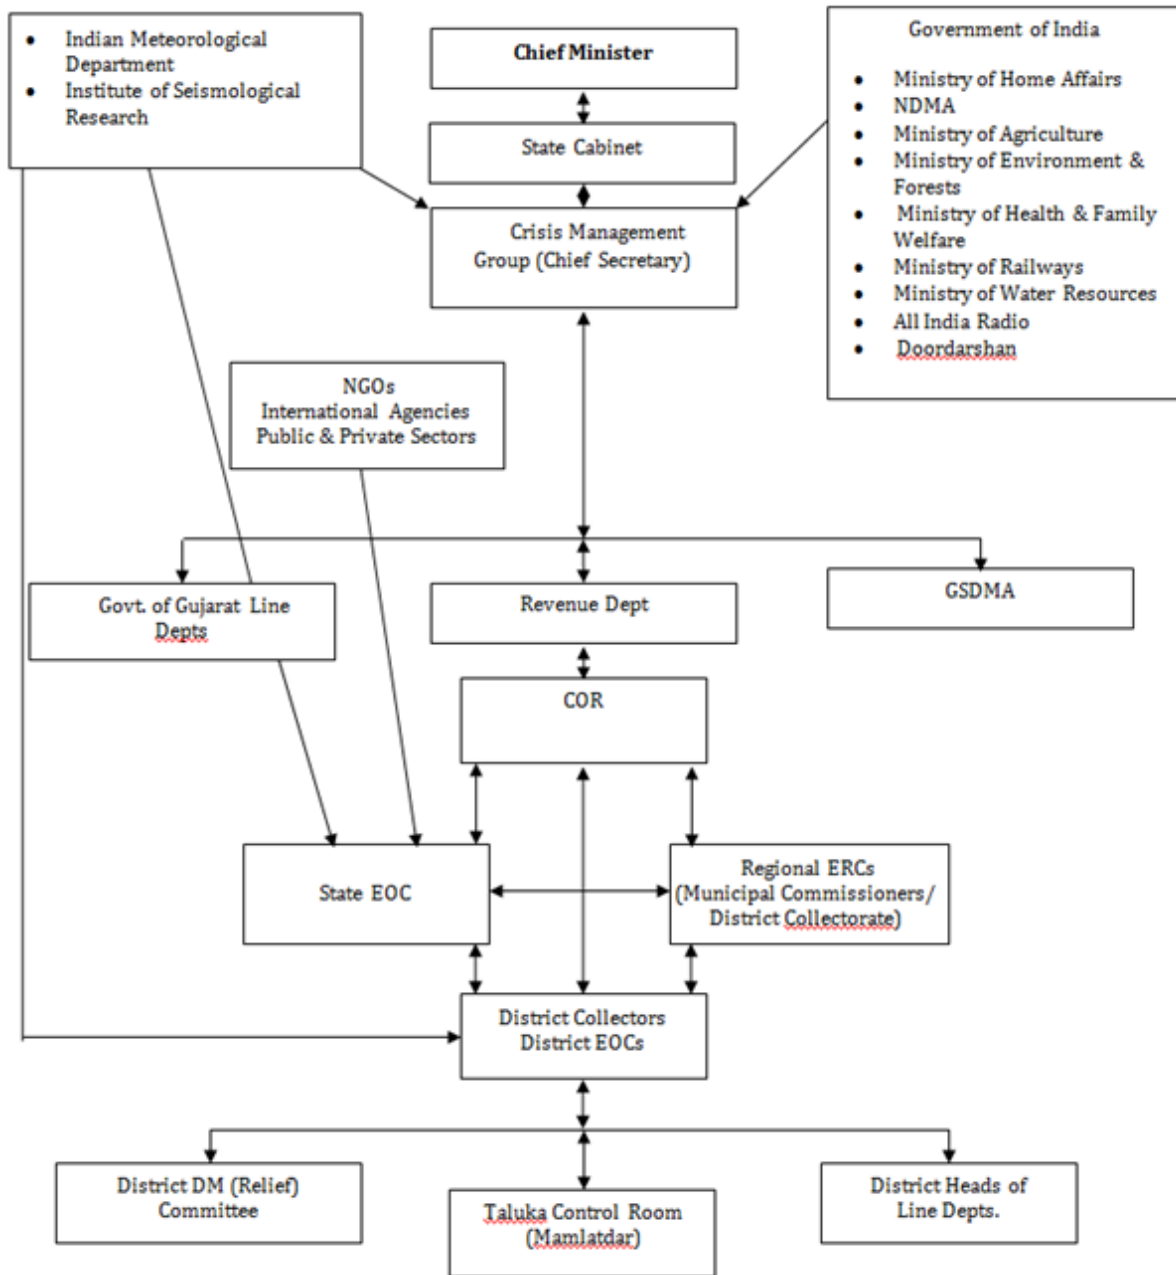 • Indian Meteorological
Department
• Institute of Seismological
Research
Chief Minister
Government of India
• Ministry of Home Affairs
• NDMA
• Ministry of Agriculture
• Ministry of Environment &
Forests
• Ministry of Health & Family
Welfare
• Ministry of Railways
• Ministry of Water Resources
• All India Radio
• Doordarshan
State Cabinet
Crisis Management
Group (Chief Secretary)
NGOs
International Agencies
Public & Private Sectors
Govt. of Gujarat Line
Depts
Revenue Dept
GSDMA
COR
State EOC
Regional ERCs
(Municipal Commissioners/
District Collectorate)
District Collectors
District EOCs
District DM (Relief)
Committee
Taluka Control Room
(Mamlatdar)
District Heads of
Line Depts.